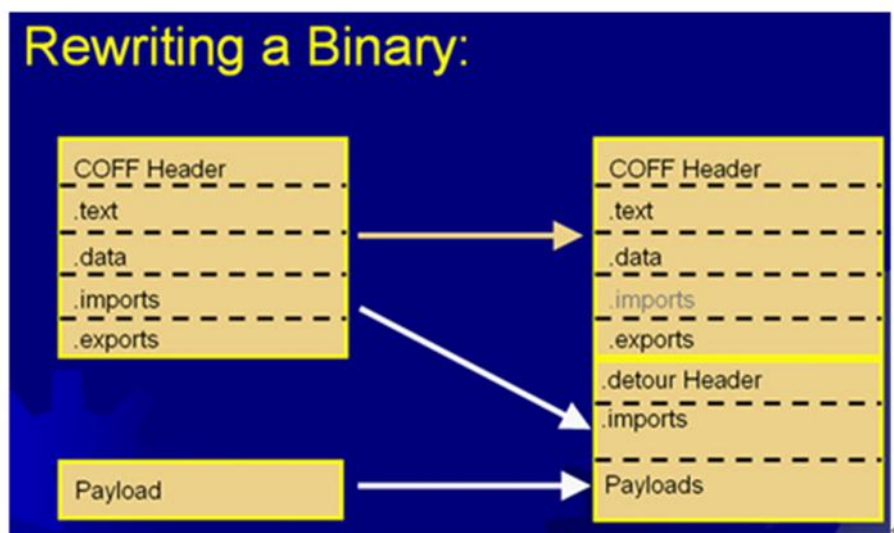 Rewriting a Binary:
COFF Header
.text
.data
.imports
.exports
Payload
COFF Header
.text
.data
.imports
.exports
.detour Header
.imports
Payloads